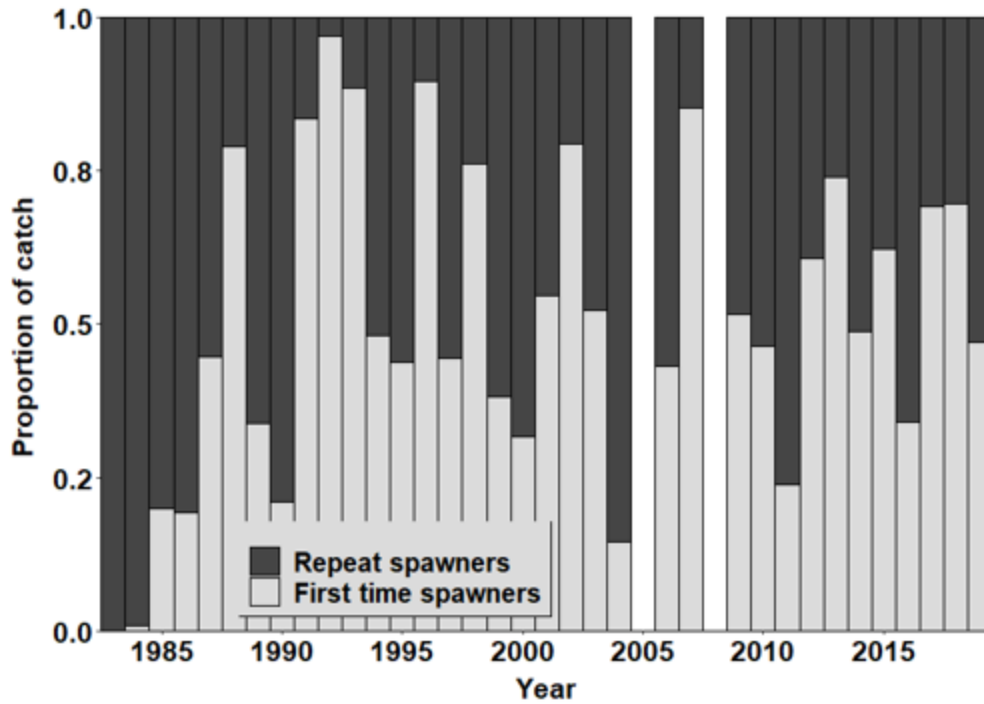 Proportion of catch
1.0
0.8
0.5
0.2
0.0
Repeat spawners
First time spawners
1985 1990 1995 2000 2005 2010 2015
Year